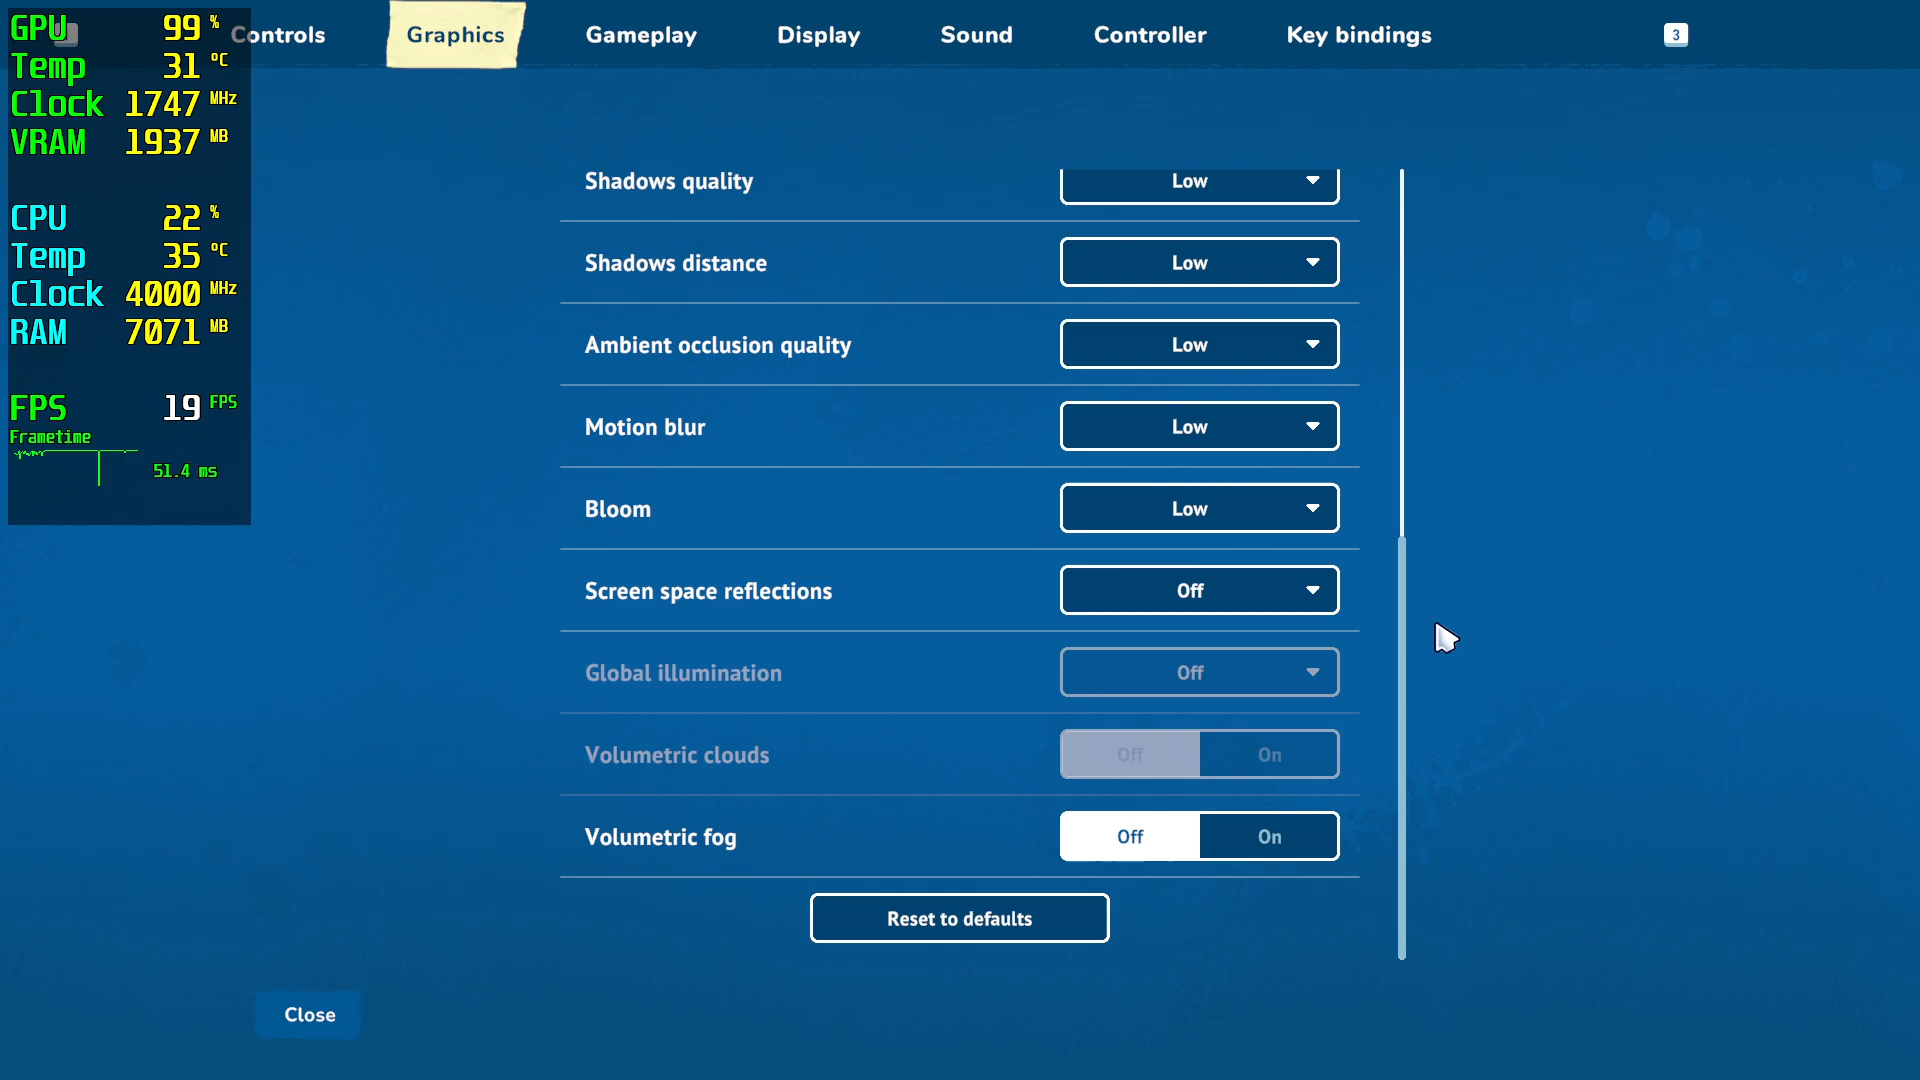 Controls
Graphics
Gameplay
Display
Sound
Controller
Key bindings
3
GPU 99 %
Temp 31 °C
Clock 1747 MHz
VRAM 1937 MB
CPU 22 %
Temp 35 °C
Clock 4000 MHz
RAM 7071 MB
FPS 19 FPS
Frametime
51.4 ms
Shadows quality Low
Shadows distance Low
Ambient occlusion quality Low
Motion blur Low
Bloom Low
Screen space reflections Off
Global illumination Off
Volumetric clouds Off On
Volumetric fog Off On
Reset to defaults
Close